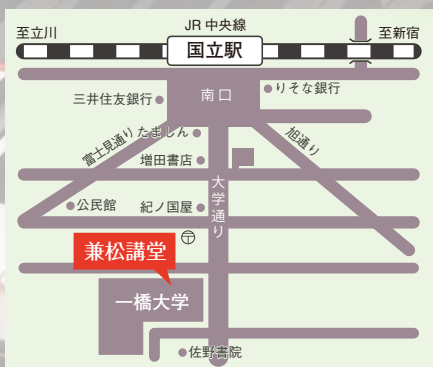 JR 中央線
至立川
至新宿
国立駅
南口
りそな銀行
三井住友銀行
富士見通り
たましん
旭通り
増田書店
大学通り
公民館
紀ノ国屋
〒
兼松講堂
一橋大学
佐野書院